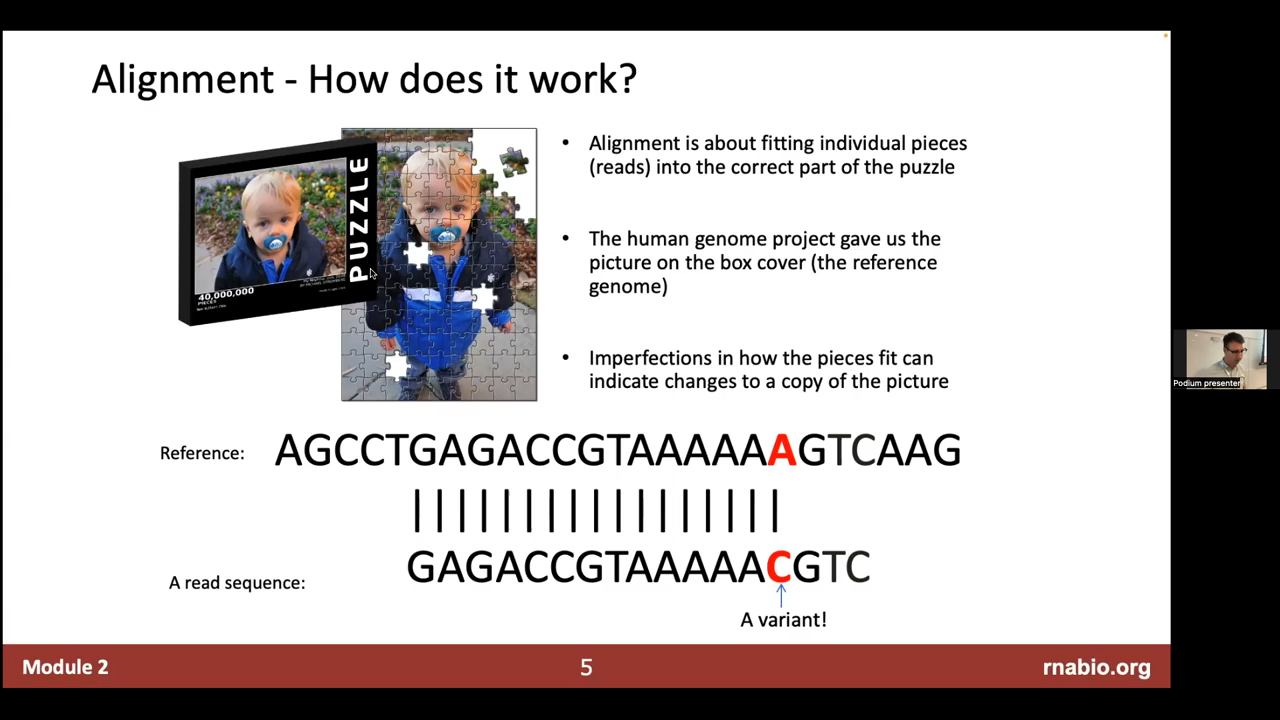 Alignment - How does it work?
PUZZLE
40,000,000
PIECES
• Alignment is about fitting individual pieces
(reads) into the correct part of the puzzle
• The human genome project gave us the
picture on the box cover (the reference
genome)
• Imperfections in how the pieces fit can
indicate changes to a copy of the picture
Reference: AGCCTGAGACCGTAAAAAAGTCAAG
| | | | | | | | | | | | | | | | |
A read sequence: GAGACCGTAAAAACGTC
A variant!
Module 2 5 rnabio.org
Podium presenter